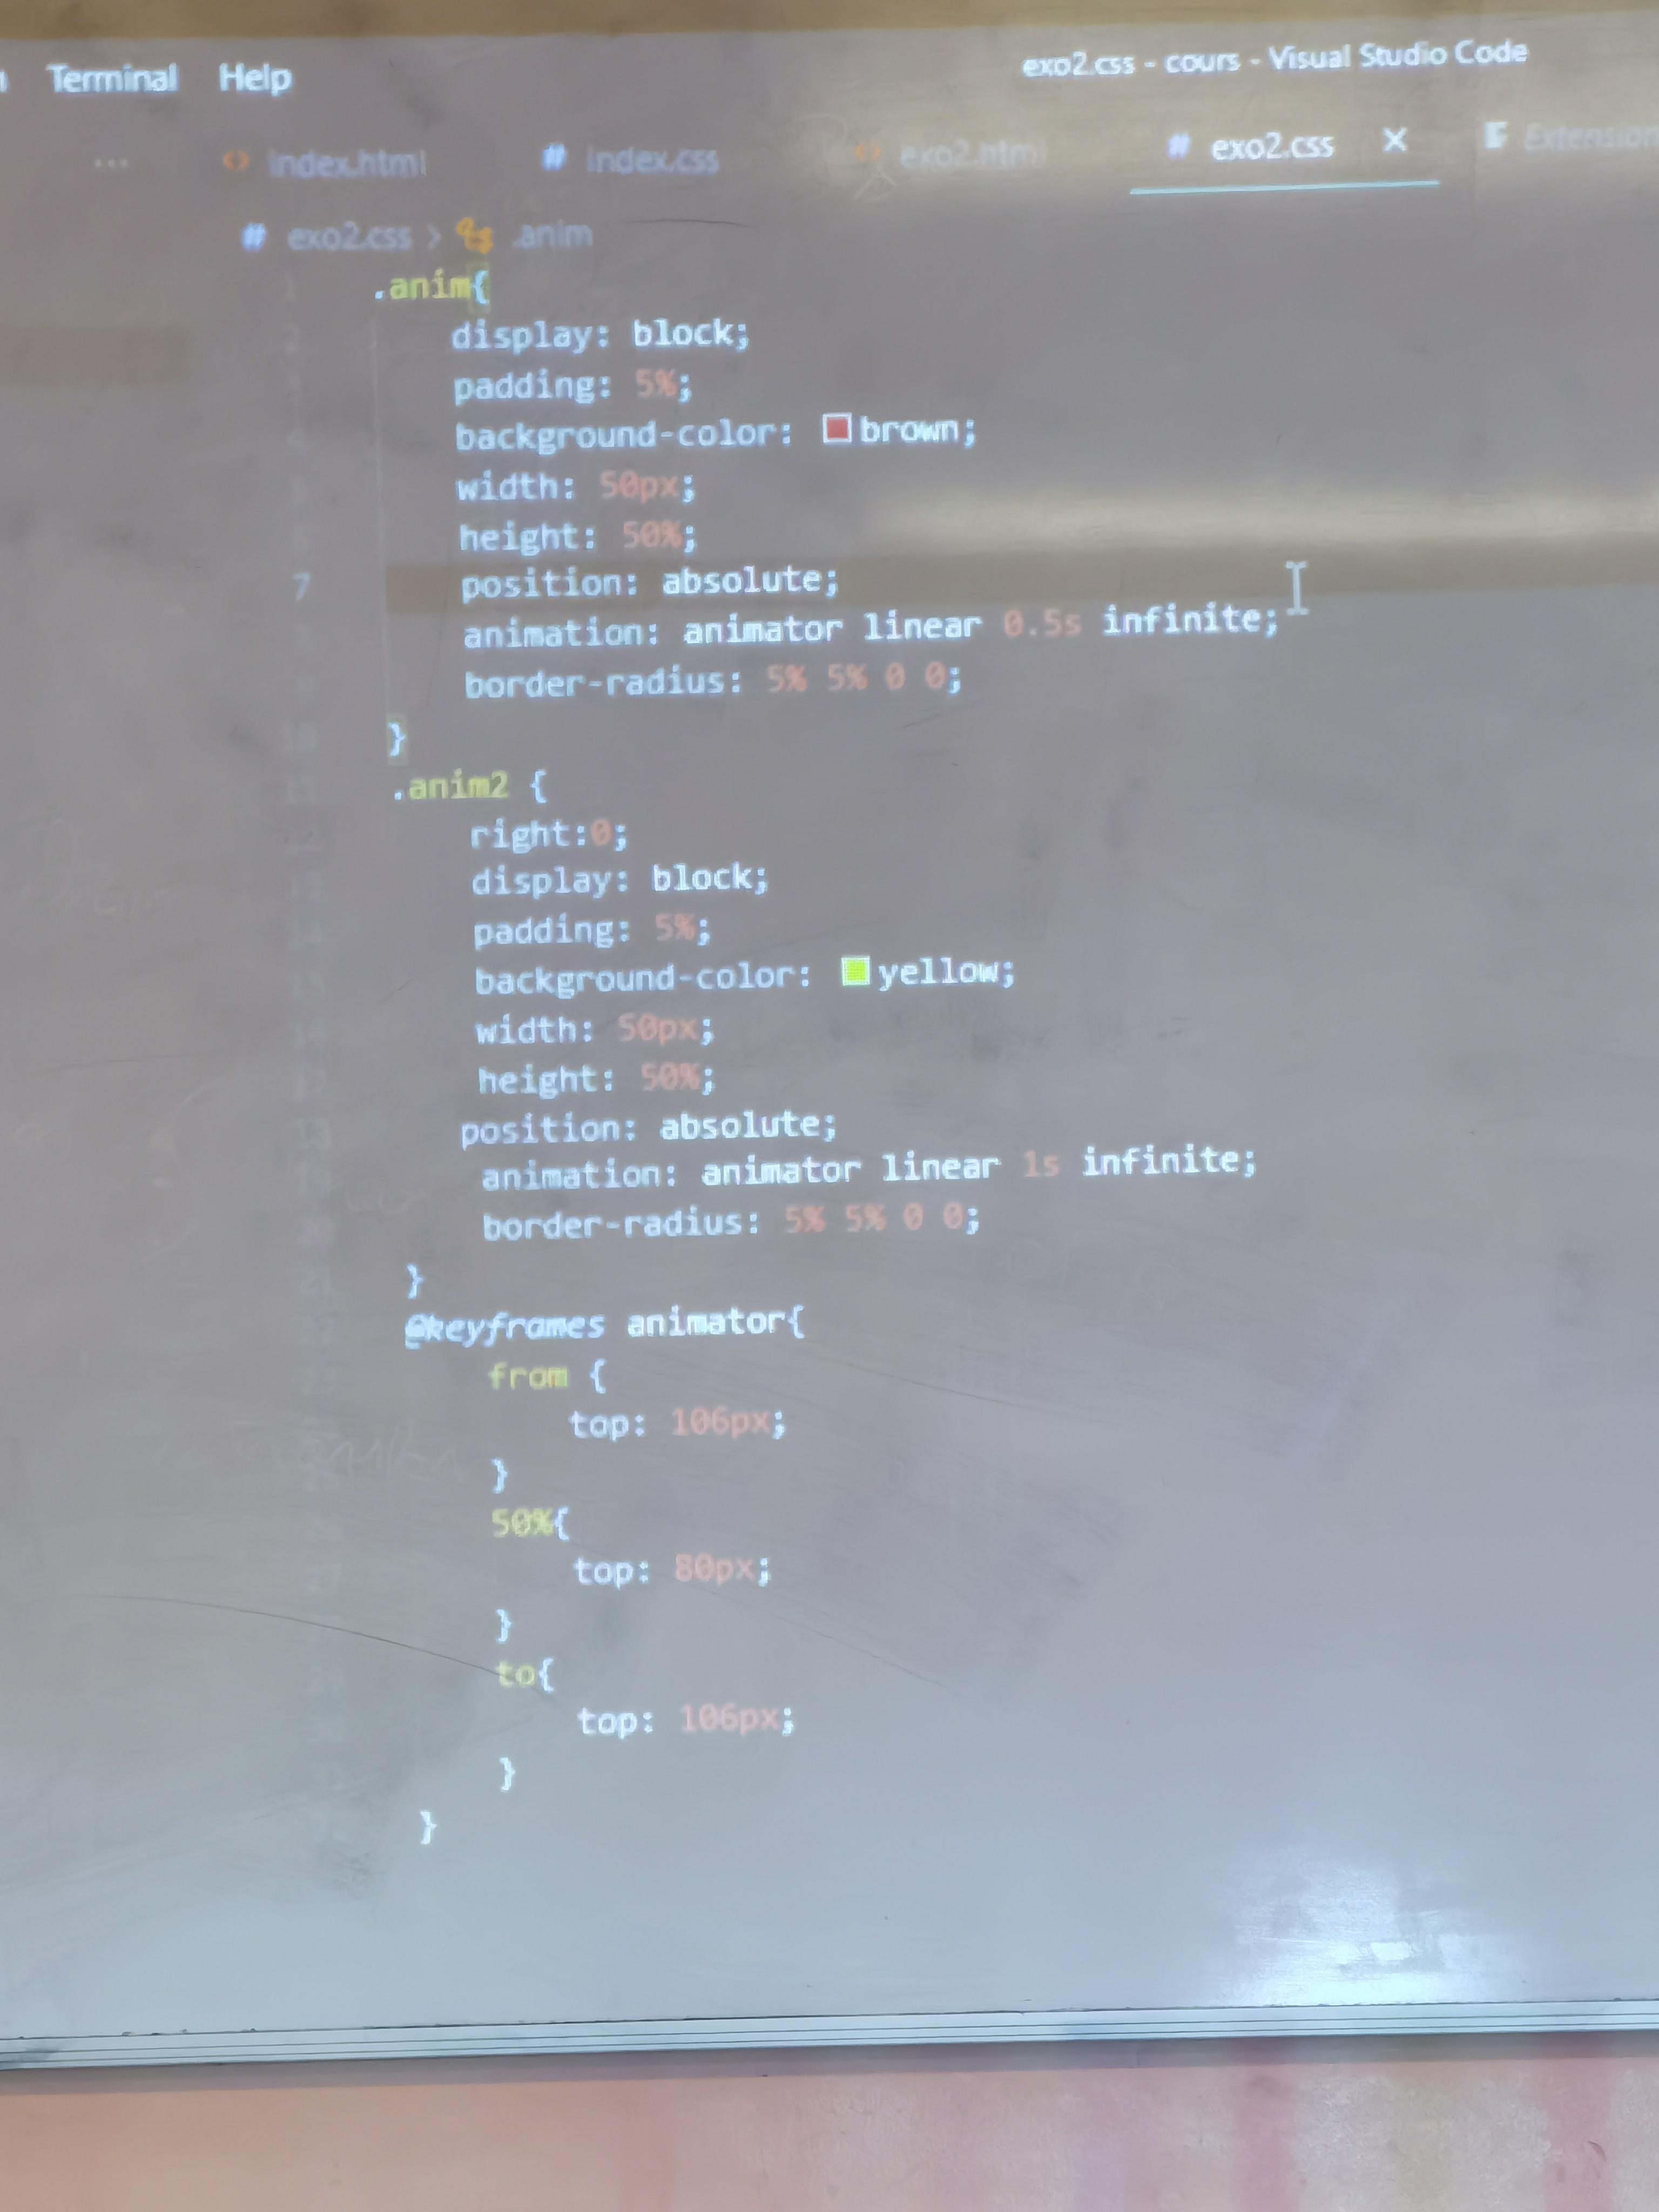 Terminal Help
exo2.css - cours - Visual Studio Code
... index.html # index.css exo2.html # exo2.css X
# exo2.css > .anim
.anim{
display: block;
padding: 5%;
background-color: brown;
width: 50px;
height: 50%;
7 position: absolute;
animation: animator linear 0.5s infinite;
border-radius: 5% 5% 0 0;
}
.anim2 {
right:0;
display: block;
padding: 5%;
background-color: yellow;
width: 50px;
height: 50%;
position: absolute;
animation: animator linear 1s infinite;
border-radius: 5% 5% 0 0;
}
@keyframes animator{
from {
top: 106px;
}
50%{
top: 80px;
}
to{
top: 106px;
}
}